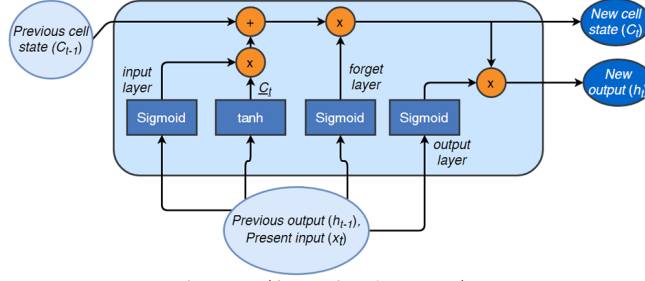 Previous cell
state (Ct-1)
New cell
state (Ct)
+
x
input
layer
x
Ct
forget
layer
New
output (ht
x
Sigmoid
tanh
Sigmoid
Sigmoid
output
layer
Previous output (ht-1),
Present input (xt)